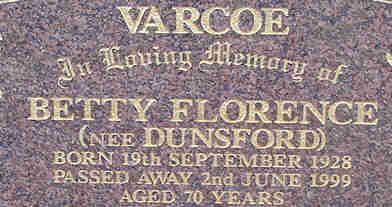 VARCOE
In Loving Memory of
BETTY FLORENCE
(NEE DUNSFORD)
BORN 19th SEPTEMBER 1928
PASSED AWAY 2nd JUNE 1999
AGED 70 YEARS